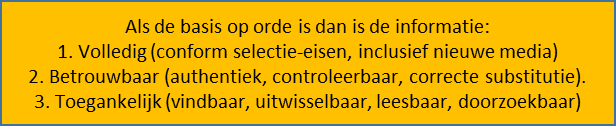 Als de basis op orde is dan is de informatie:
1. Volledig (conform selectie-eisen, inclusief nieuwe media)
2. Betrouwbaar (authentiek, controleerbaar, correcte substitutie).
3. Toegankelijk (vindbaar, uitwisselbaar, leesbaar, doorzoekbaar)